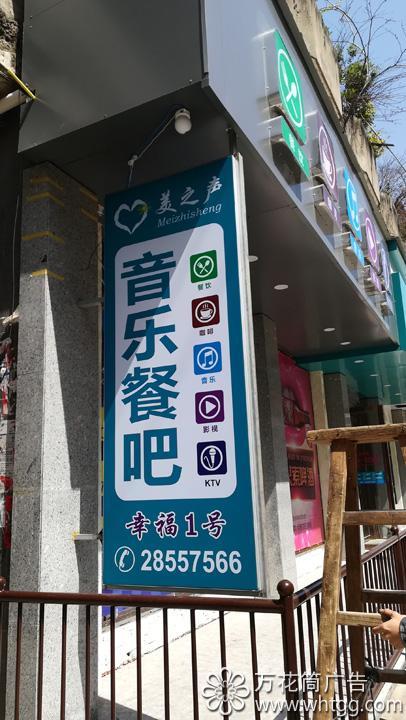 美之声
Meizhisheng
音乐餐吧
餐饮
咖啡
音乐
影视
KTV
幸福1号
28557566
万花筒广告
www.whtgg.com